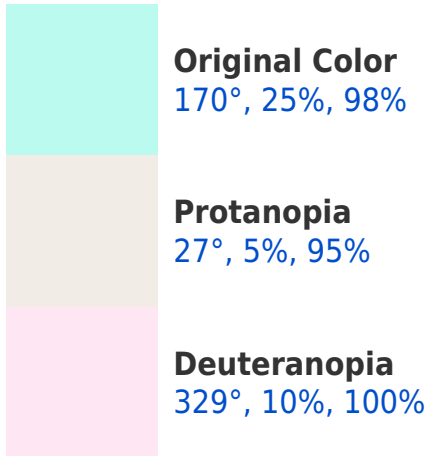 Original Color
170°, 25%, 98%
Protanopia
27°, 5%, 95%
Deuteranopia
329°, 10%, 100%